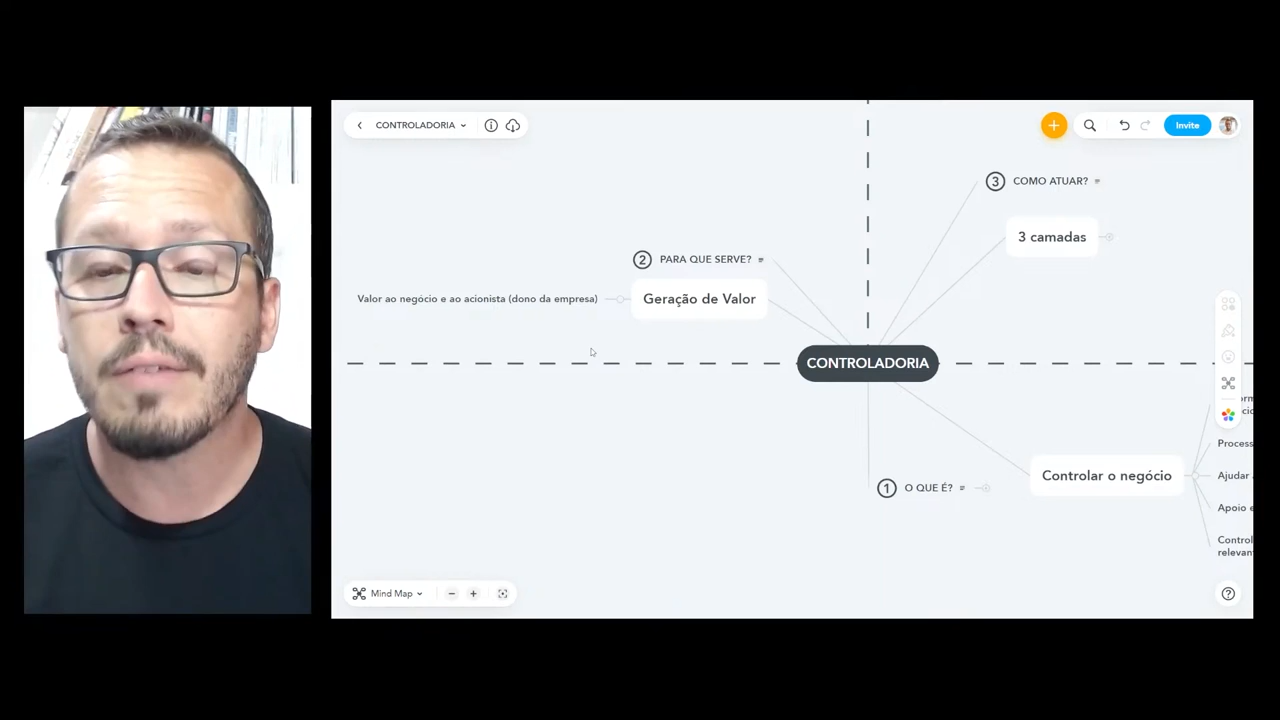 CONTROLADORIA
Invite
3 COMO ATUAR?
3 camadas
2 PARA QUE SERVE?
Valor ao negócio e ao acionista (dono da empresa)
Geração de Valor
CONTROLADORIA
Controlar o negócio
Process
Ajudar
Apoio e
Control
relevan
1 O QUE É?
Mind Map